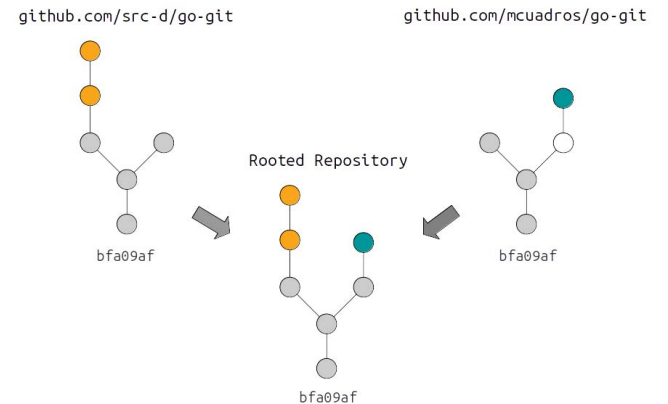 github.com/src-d/go-git
github.com/mcuadros/go-git
Rooted Repository
bfa09af
bfa09af
bfa09af